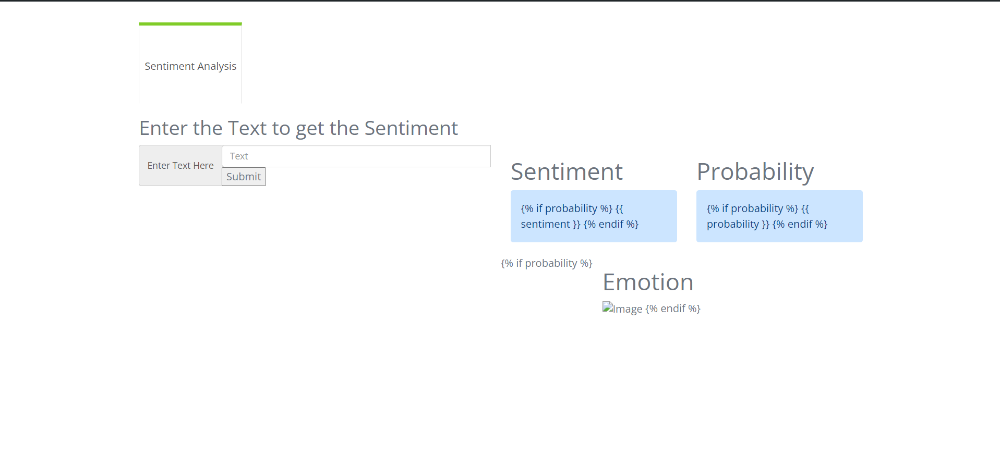 Sentiment Analysis
Enter the Text to get the Sentiment
Enter Text Here
Text
Submit
Sentiment
{% if probability %} {{
sentiment }} {% endif %}
Probability
{% if probability %} {{
probability }} {% endif %}
{% if probability %}
Emotion
Image {% endif %}